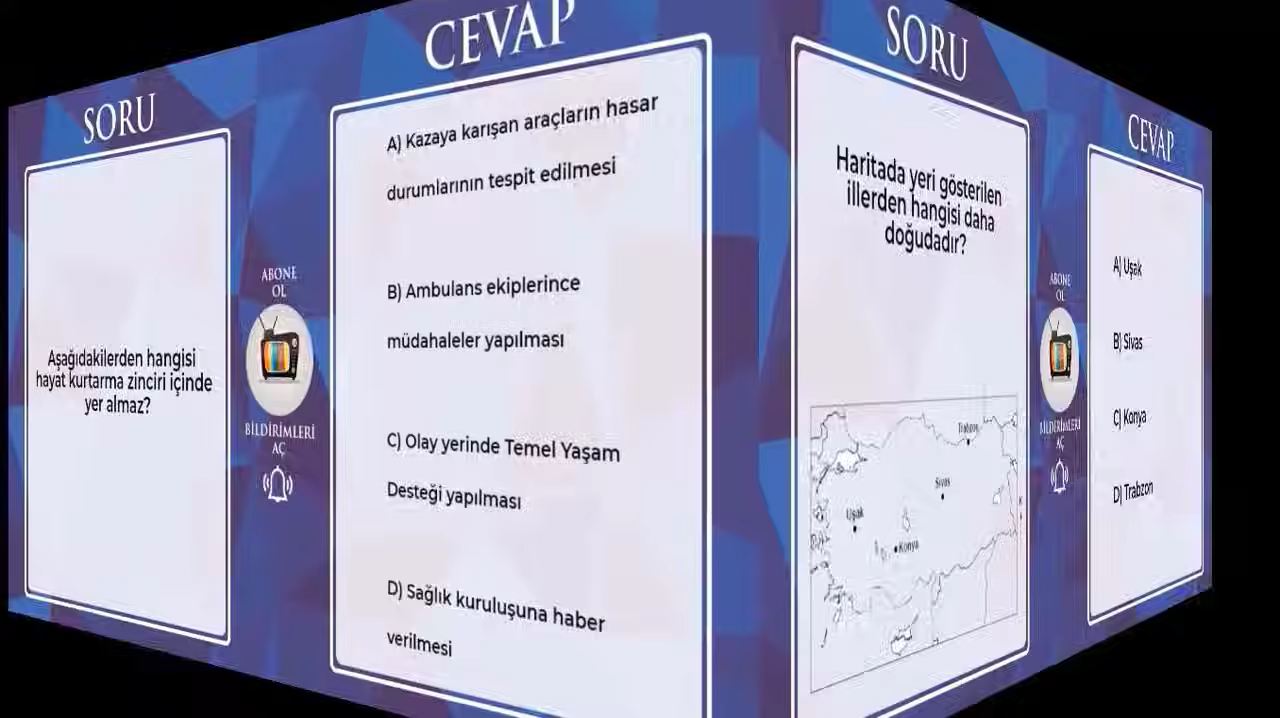 SORU
Aşağıdakilerden hangisi
hayat kurtarma zinciri içinde
yer almaz?
ABONE
OL
BİLDİRİMLERİ
AÇ
CEVAP
A) Kazaya karışan araçların hasar
durumlarının tespit edilmesi
B) Ambulans ekiplerince
müdahaleler yapılması
C) Olay yerinde Temel Yaşam
Desteği yapılması
D) Sağlık kuruluşuna haber
verilmesi
SORU
Haritada yeri gösterilen
illerden hangisi daha
doğudadır?
Trabzon
Sivas
Uşak
Konya
ABONE
OL
BİLDİRİMLERİ
AÇ
CEVAP
A) Uşak
B) Sivas
C) Konya
D) Trabzon